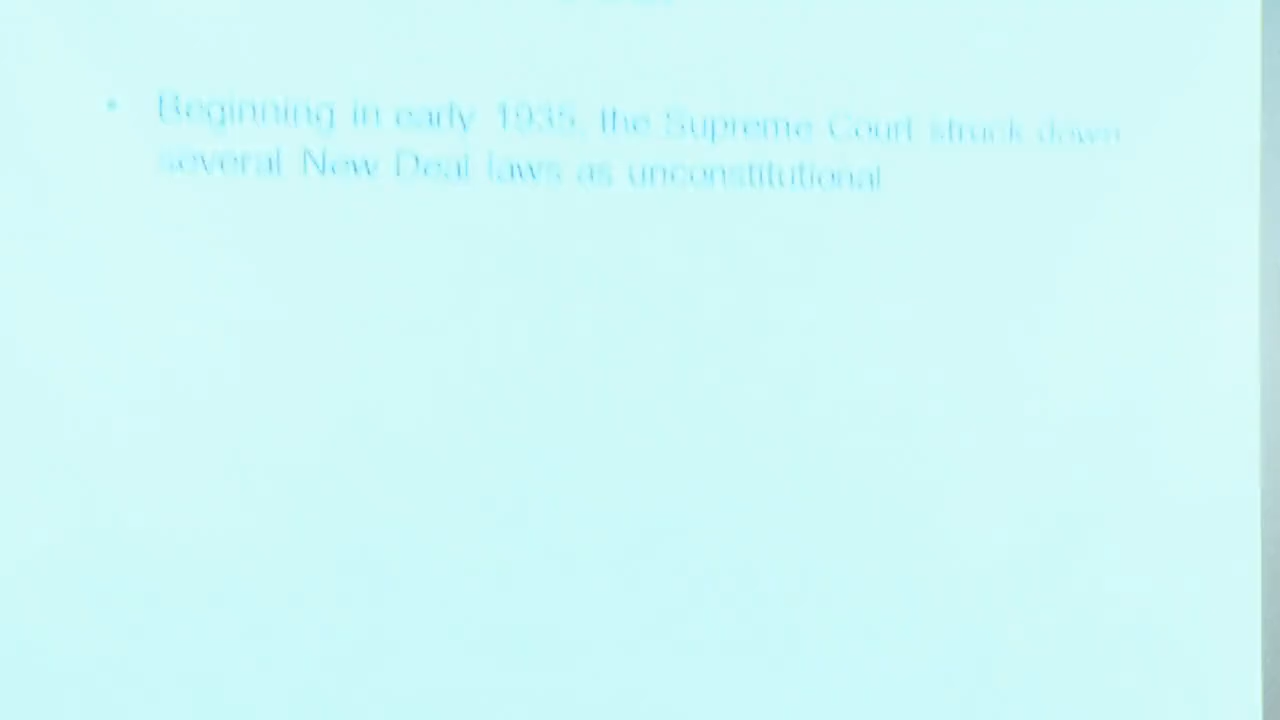 • Beginning in early 1935, the Supreme Court struck down
several New Deal laws as unconstitutional